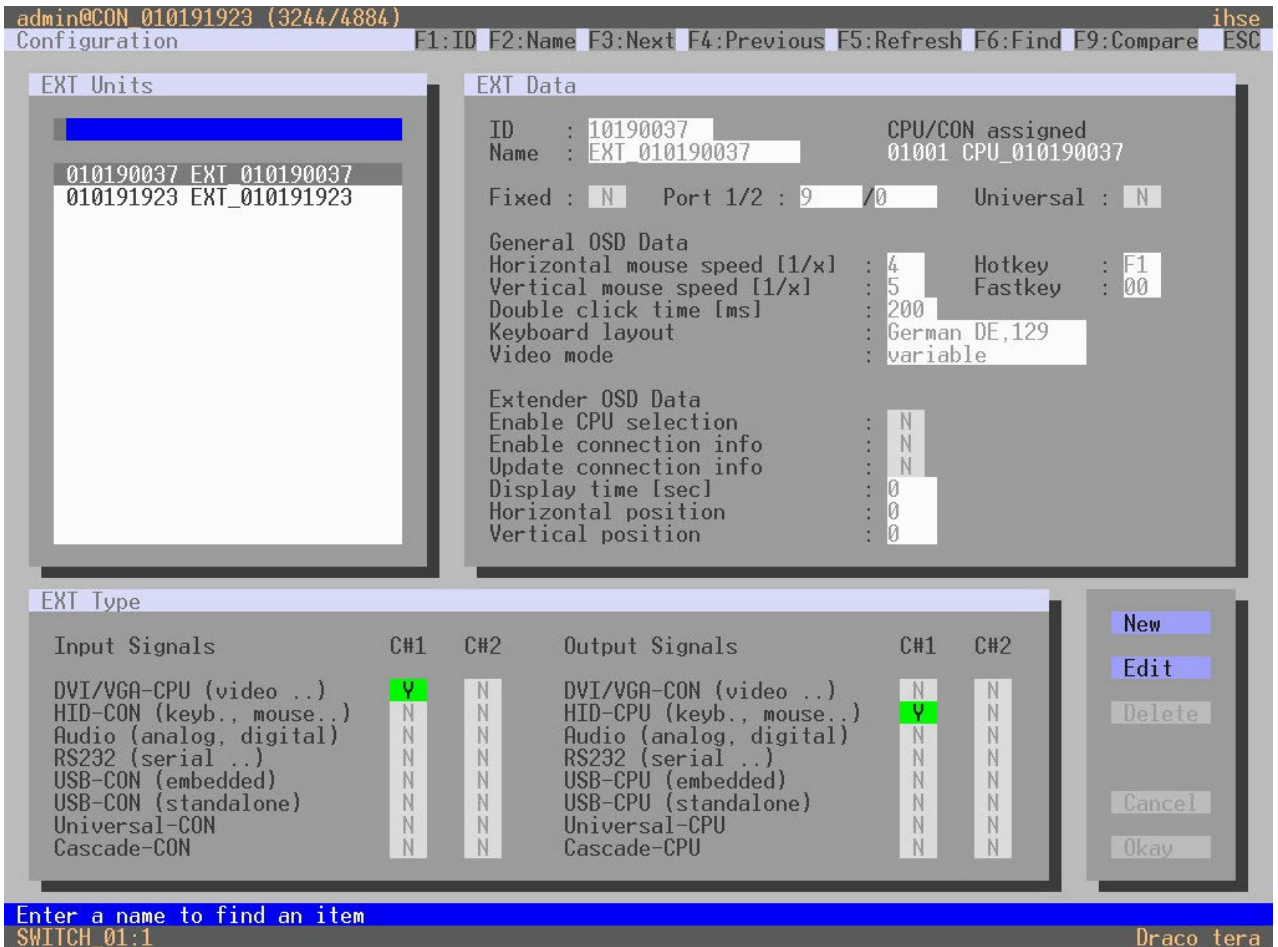 admin@CON_010191923 (3244/4884) ihse
Configuration F1:ID F2:Name F3:Next F4:Previous F5:Refresh F6:Find F9:Compare ESC
EXT Units
010190037 EXT_010190037
010191923 EXT_010191923
EXT Data
ID : 10190037 CPU/CON assigned
Name : EXT_010190037 01001 CPU_010190037
Fixed : N Port 1/2 : 9 /0 Universal : N
General OSD Data
Horizontal mouse speed [1/x] : 4 Hotkey : F1
Vertical mouse speed [1/x] : 5 Fastkey : 00
Double click time [ms] : 200
Keyboard layout : German DE,129
Video mode : variable
Extender OSD Data
Enable CPU selection : N
Enable connection info : N
Update connection info : N
Display time [sec] : 0
Horizontal position : 0
Vertical position : 0
EXT Type
Input Signals C#1 C#2 Output Signals C#1 C#2
DVI/VGA-CPU (video ..) Y N DVI/VGA-CON (video ..) N N
HID-CON (keyb., mouse..) N N HID-CPU (keyb., mouse..) Y N
Audio (analog, digital) N N Audio (analog, digital) N N
RS232 (serial ..) N N RS232 (serial ..) N N
USB-CON (embedded) N N USB-CPU (embedded) N N
USB-CON (standalone) N N USB-CPU (standalone) N N
Universal-CON N N Universal-CPU N N
Cascade-CON N N Cascade-CPU N N
New
Edit
Delete
Cancel
Okay
Enter a name to find an item
SWITCH_01:1 Draco tera